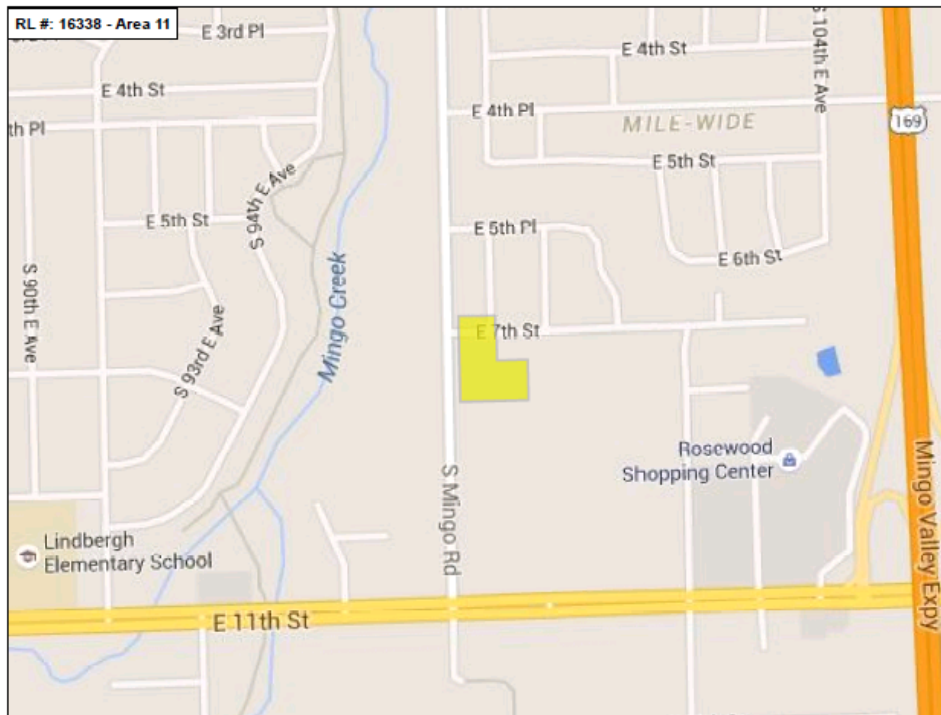 RL #: 16338 - Area 11
E 3rd Pl
E 4th St
S 104th E Ave
E 4th St
169
E 4th Pl
MILE-WIDE
th Pl
E 5th St
S 94th E Ave
E 5th St
E 5th Pl
E 6th St
S 90th E Ave
Mingo Creek
E 7th St
S 93rd E Ave
Rosewood
Shopping Center
S Mingo Rd
Mingo Valley Expy
Lindbergh
Elementary School
E 11th St